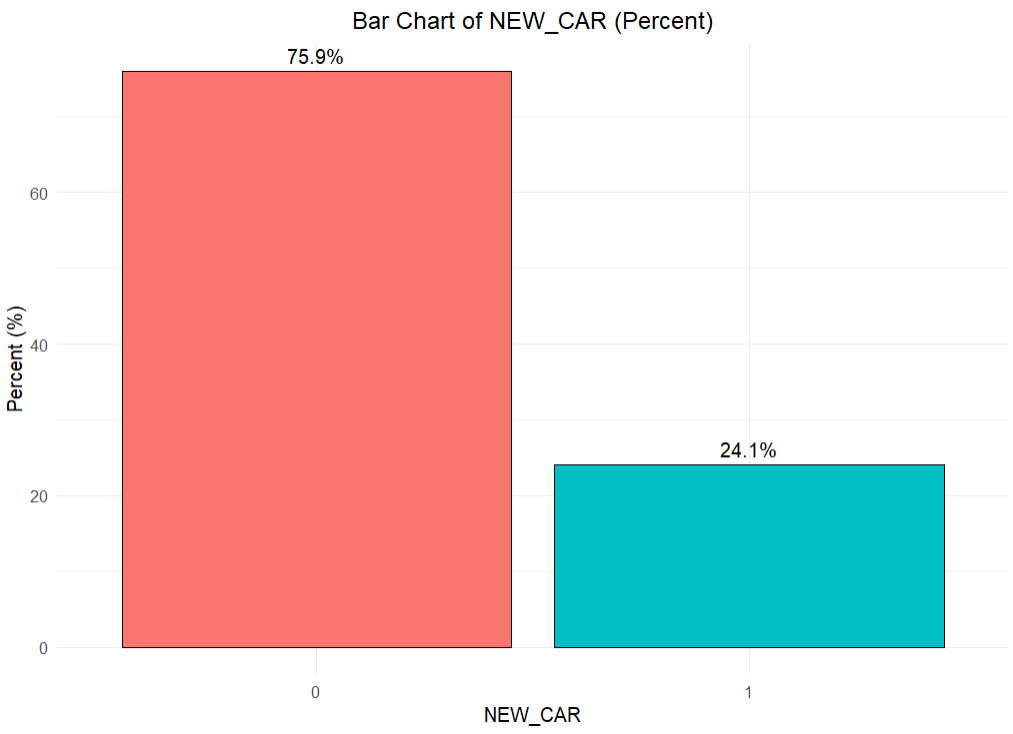 Bar Chart of NEW_CAR (Percent)
75.9%
60
Percent (%)
40
24.1%
20
0
0
1
NEW_CAR